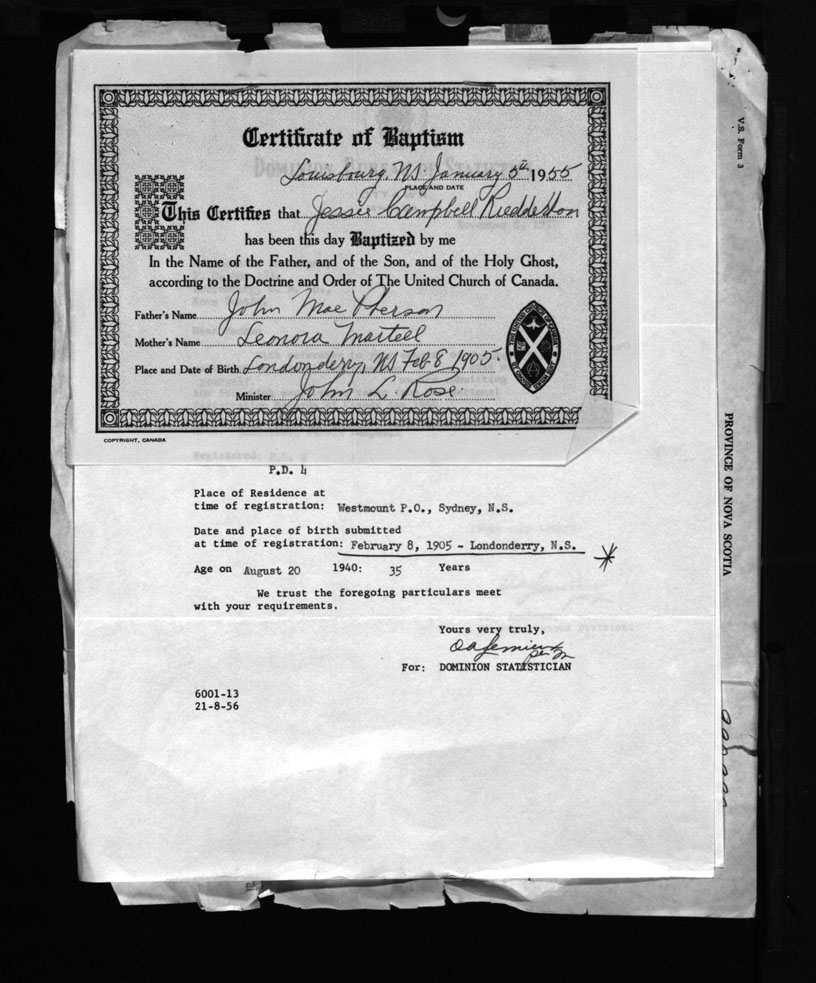 Certificate of Baptism
Louisbourg, NS. January 5th 1955
PLACE AND DATE
This Certifies that Jessie Campbell Ruddeston
has been this day Baptized by me
In the Name of the Father, and of the Son, and of the Holy Ghost,
according to the Doctrine and Order of The United Church of Canada.
Father's Name John Mac Pherson
Mother's Name Leonora Martell
Place and Date of Birth Londonderry, NS Feb 8, 1905.
Minister John L. Rose
COPYRIGHT, CANADA
P.D. 4
Place of Residence at
time of registration: Westmount P.O., Sydney, N.S.
Date and place of birth submitted
at time of registration: February 8, 1905 - Londonderry, N.S.
Age on August 20 1940: 35 Years
We trust the foregoing particulars meet
with your requirements.
Yours very truly,
For: DOMINION STATISTICIAN
6001-13
21-8-56
V.S. Form 3
PROVINCE OF NOVA SCOTIA